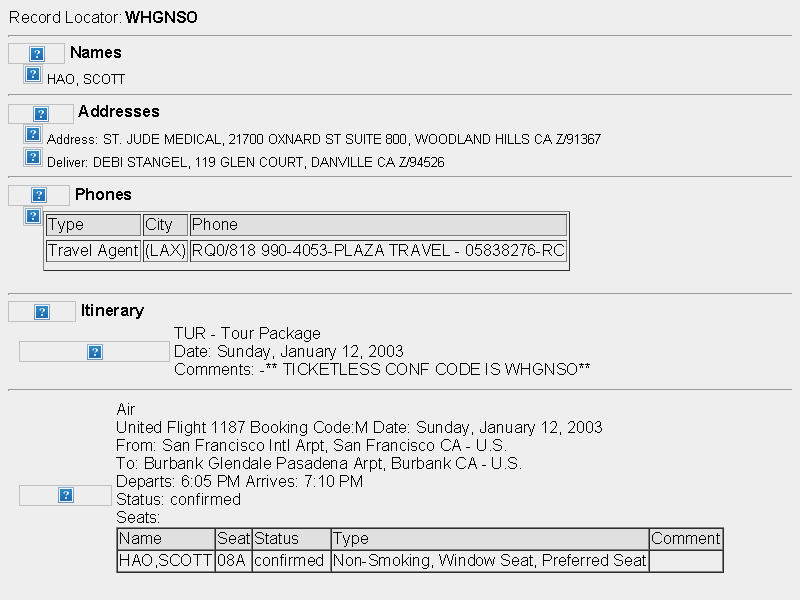 Record Locator: WHGNSO
Names
HAO, SCOTT
Addresses
Address: ST. JUDE MEDICAL, 21700 OXNARD ST SUITE 800, WOODLAND HILLS CA Z/91367
Deliver: DEBI STANGEL, 119 GLEN COURT, DANVILLE CA Z/94526
Phones
Type City Phone
Travel Agent (LAX) RQ0/818 990-4053-PLAZA TRAVEL - 05838276-RC
Itinerary
TUR - Tour Package
Date: Sunday, January 12, 2003
Comments: -** TICKETLESS CONF CODE IS WHGNSO**
Air
United Flight 1187 Booking Code:M Date: Sunday, January 12, 2003
From: San Francisco Intl Arpt, San Francisco CA - U.S.
To: Burbank Glendale Pasadena Arpt, Burbank CA - U.S.
Departs: 6:05 PM Arrives: 7:10 PM
Status: confirmed
Seats:
Name Seat Status Type Comment
HAO,SCOTT 08A confirmed Non-Smoking, Window Seat, Preferred Seat